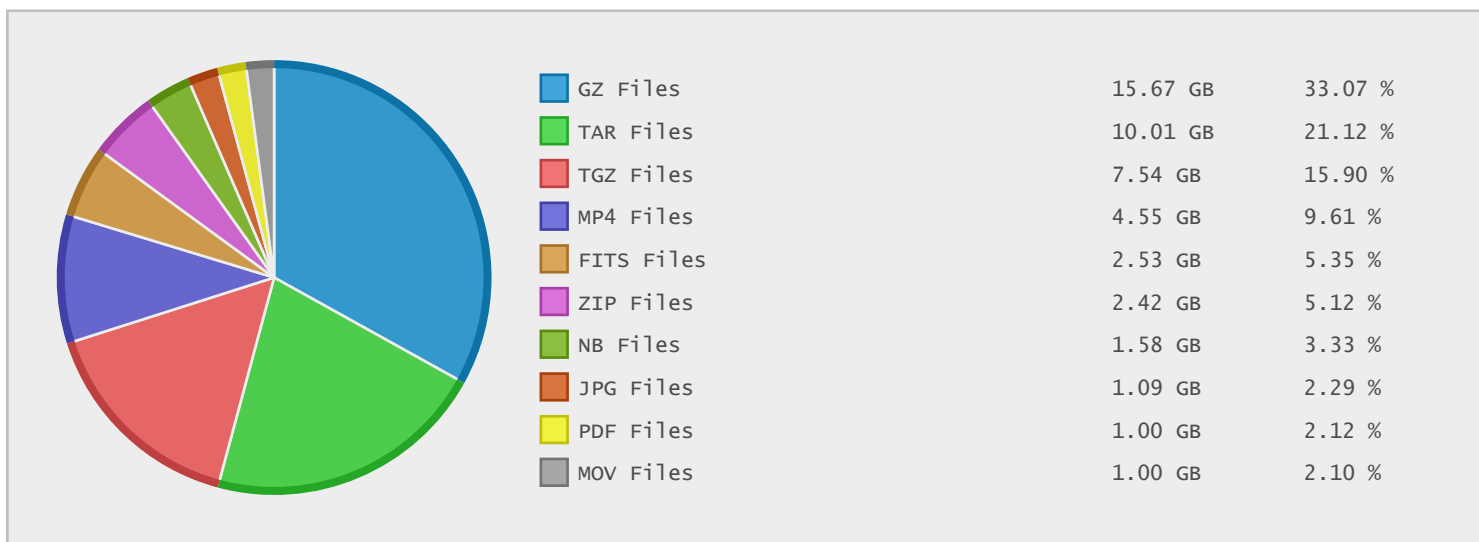 GZ Files 15.67 GB 33.07 %
TAR Files 10.01 GB 21.12 %
TGZ Files 7.54 GB 15.90 %
MP4 Files 4.55 GB 9.61 %
FITS Files 2.53 GB 5.35 %
ZIP Files 2.42 GB 5.12 %
NB Files 1.58 GB 3.33 %
JPG Files 1.09 GB 2.29 %
PDF Files 1.00 GB 2.12 %
MOV Files 1.00 GB 2.10 %